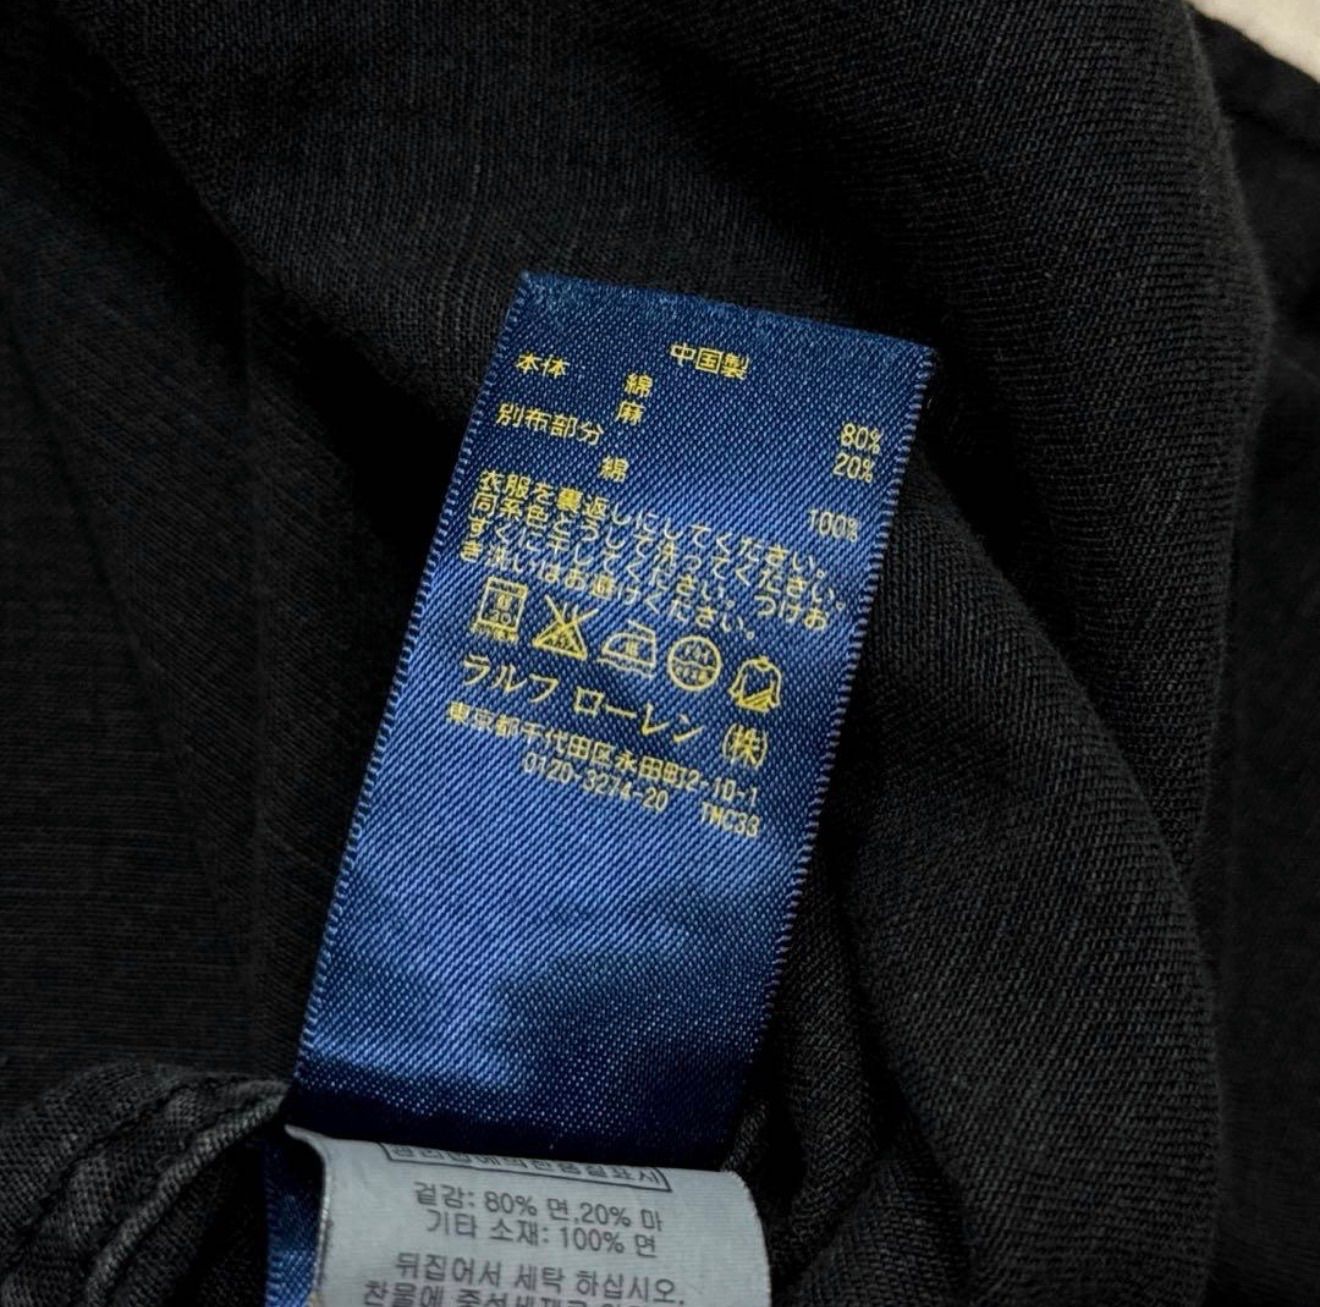 中国製
本体 綿 80%
麻 20%
別布部分
綿 100%
衣服を裏返しにしてください。
同系色どうしで洗ってください。
すぐに干してください。つけお
き洗いはお避けください。
ラルフ ローレン (株)
東京都千代田区永田町2-10-1
0120-3274-20 TMC33
겉감: 80% 면,20% 마
기타 소재: 100% 면
뒤집어서 세탁 하십시오.
찬물에